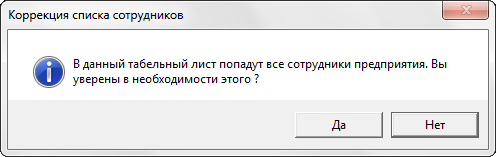 Коррекция списка сотрудников
В данный табельный лист попадут все сотрудники предприятия. Вы
уверены в необходимости этого ?
Да
Нет